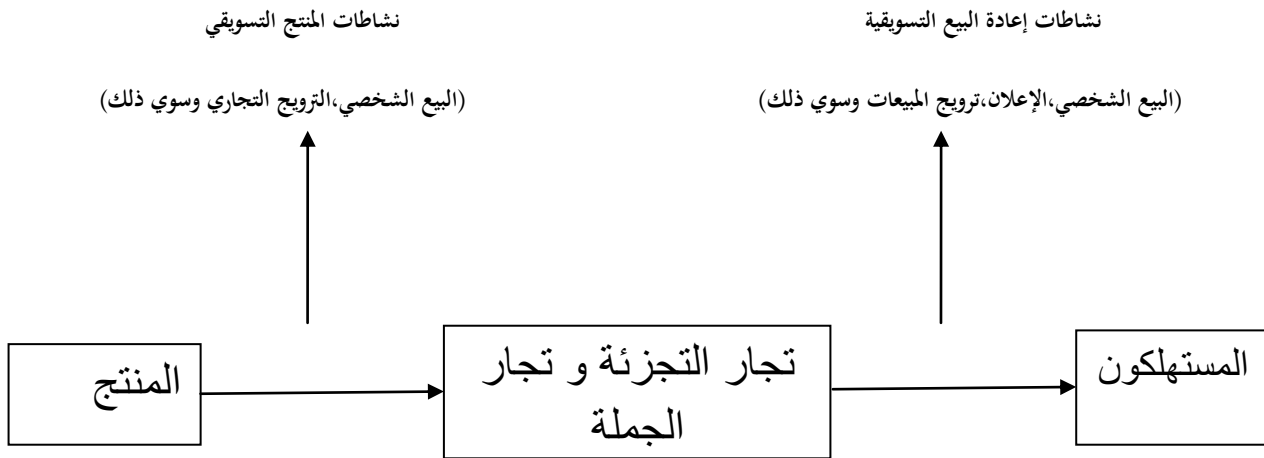 نشاطات إعادة البيع التسويقية
نشاطات المنتج التسويقي
(البيع الشخصي،الإعلان،ترويج المبيعات وسوي ذلك)
(البيع الشخصي،الترويج التجاري وسوي ذلك)
المستهلكون
تجار التجزئة و تجار
الجملة
المنتج